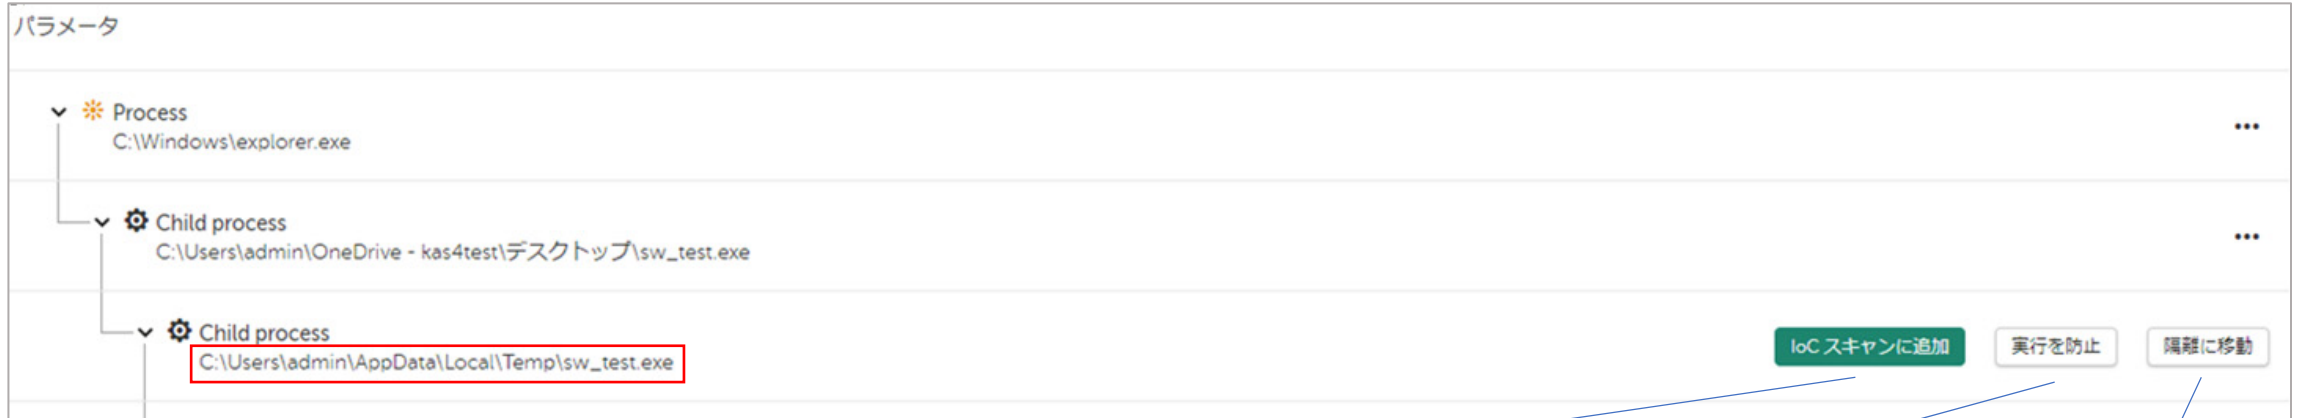 パラメータ
Process
C:\Windows\explorer.exe
Child process
C:\Users\admin\OneDrive - kas4test\デスクトップ\sw_test.exe
Child process
C:\Users\admin\AppData\Local\Temp\sw_test.exe
IoC スキャンに追加
実行を防止
隔離に移動